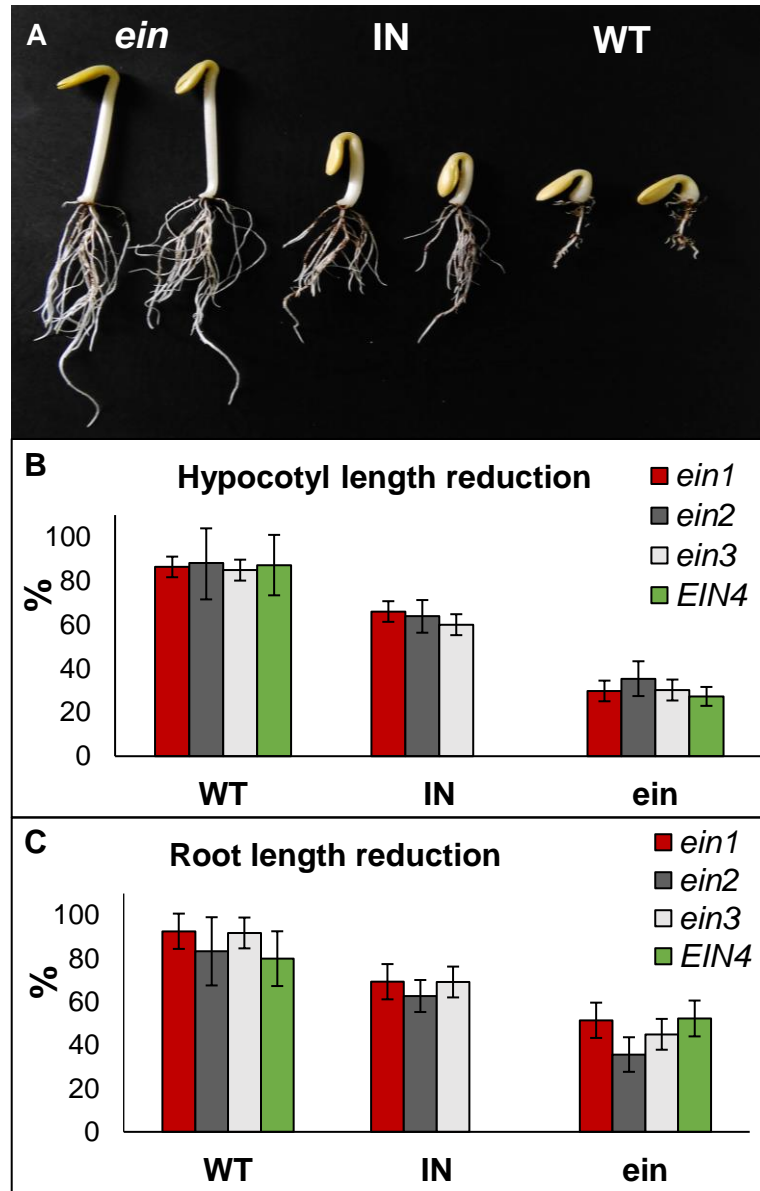 A ein IN WT
B Hypocotyl length reduction
ein1
ein2
ein3
EIN4
%
100
80
60
40
20
0
WT IN ein
C Root length reduction
ein1
ein2
ein3
EIN4
%
100
80
60
40
20
0
WT IN ein